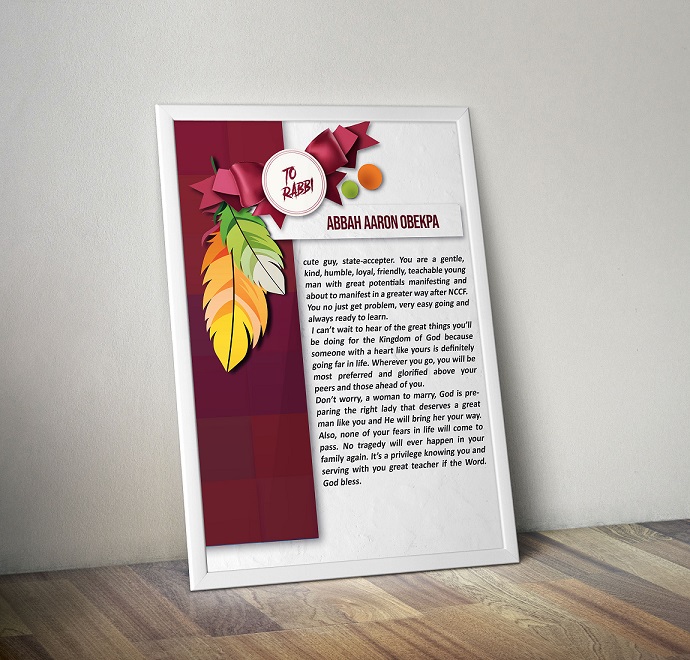 TO
RABBI
ABBAH AARON OBEKPA
cute guy, state-accepter. You are a gentle,
kind, humble, loyal, friendly, teachable young
man with great potentials manifesting and
about to manifest in a greater way after NCCF.
You no just get problem, very easy going and
always ready to learn.
I can't wait to hear of the great things you'll
be doing for the Kingdom of God because
someone with a heart like yours is definitely
going far in life. Wherever you go, you will be
most preferred and glorified above your
peers and those ahead of you.
Don't worry, a woman to marry, God is pre-
paring the right lady that deserves a great
man like you and He will bring her your way.
Also, none of your fears in life will come to
pass. No tragedy will ever happen in your
family again. It's a privilege knowing you and
serving with you great teacher if the Word.
God bless.